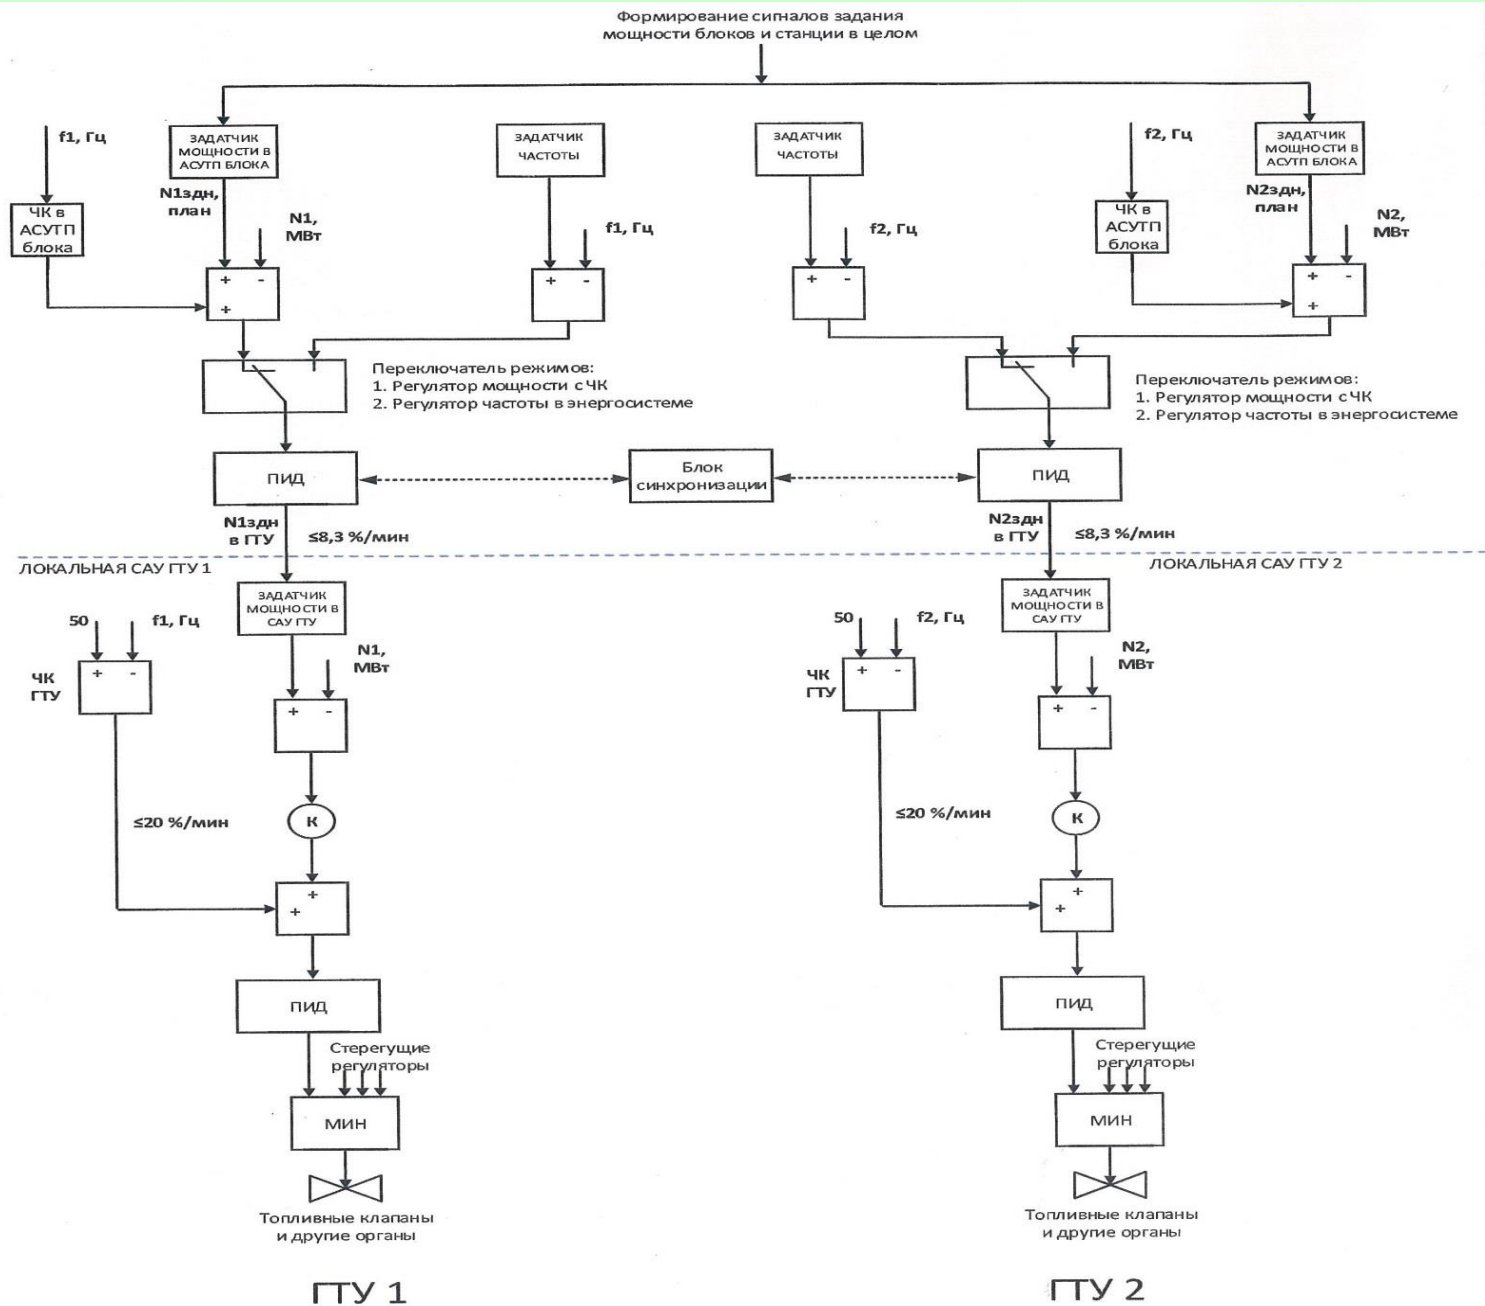 Формирование сигналов задания
мощности блоков и станции в целом
f1, Гц
ЗАДАТЧИК
МОЩНОСТИ В
АСУТП БЛОКА
ЗАДАТЧИК
ЧАСТОТЫ
ЗАДАТЧИК
ЧАСТОТЫ
f2, Гц
ЗАДАТЧИК
МОЩНОСТИ В
АСУТП БЛОКА
N1здн,
план
N1,
МВт
ЧК в
АСУТП
блока
f1, Гц
f2, Гц
ЧК в
АСУТП
блока
N2здн,
план
N2,
МВт
+ -
+
+ -
+ -
+ -
+
Переключатель режимов:
1. Регулятор мощности с ЧК
2. Регулятор частоты в энергосистеме
Переключатель режимов:
1. Регулятор мощности с ЧК
2. Регулятор частоты в энергосистеме
ПИД
Блок
синхронизации
ПИД
N1здн
в ГТУ
≤8,3 %/мин
N2здн
в ГТУ
≤8,3 %/мин
ЛОКАЛЬНАЯ САУ ГТУ 1
ЛОКАЛЬНАЯ САУ ГТУ 2
ЗАДАТЧИК
МОЩНОСТИ В
САУ ГТУ
ЗАДАТЧИК
МОЩНОСТИ В
САУ ГТУ
50
f1, Гц
50
f2, Гц
N1,
МВт
N2,
МВт
ЧК
ГТУ
+ -
ЧК
ГТУ
+ -
+ -
+ -
≤20 %/мин
К
≤20 %/мин
К
+
+
+
+
ПИД
ПИД
Стерегущие
регуляторы
Стерегущие
регуляторы
МИН
МИН
Топливные клапаны
и другие органы
Топливные клапаны
и другие органы
ГТУ 1
ГТУ 2